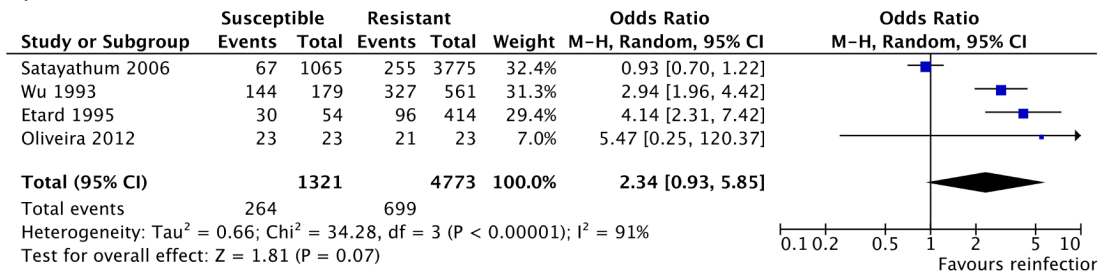 Susceptible Resistant Odds Ratio Odds Ratio
Study or Subgroup Events Total Events Total Weight M-H, Random, 95% CI M-H, Random, 95% CI
Satayathum 2006 67 1065 255 3775 32.4% 0.93 [0.70, 1.22]
Wu 1993 144 179 327 561 31.3% 2.94 [1.96, 4.42]
Etard 1995 30 54 96 414 29.4% 4.14 [2.31, 7.42]
Oliveira 2012 23 23 21 23 7.0% 5.47 [0.25, 120.37]
Total (95% CI) 1321 4773 100.0% 2.34 [0.93, 5.85]
Total events 264 699
Heterogeneity: Tau² = 0.66; Chi² = 34.28, df = 3 (P < 0.00001); I² = 91%
Test for overall effect: Z = 1.81 (P = 0.07)
0.1 0.2 0.5 1 2 5 10
Favours reinfection